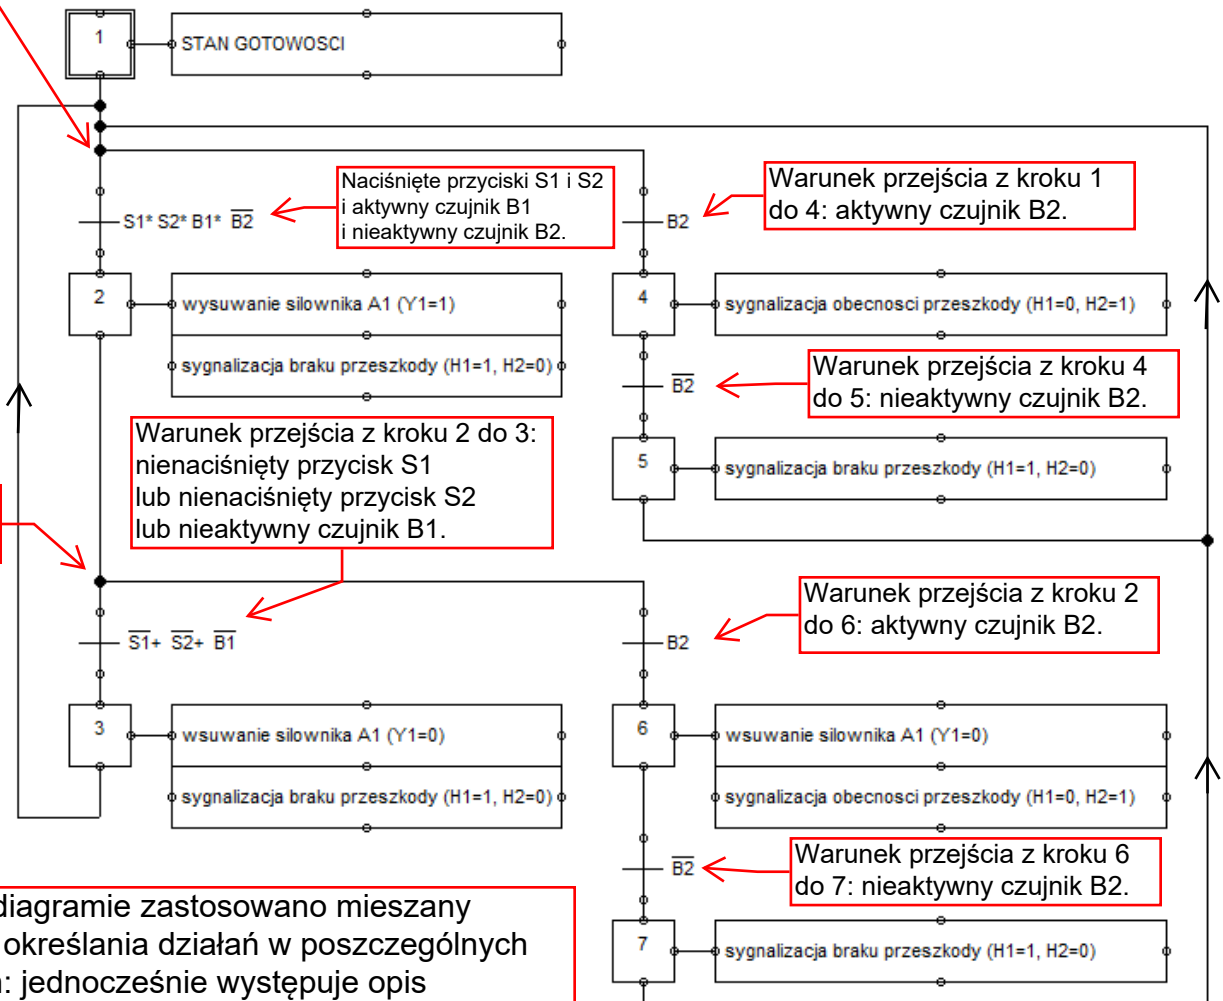 1
STAN GOTOWOSCI
Naciśnięte przyciski S1 i S2
i aktywny czujnik B1
i nieaktywny czujnik B2.
Warunek przejścia z kroku 1
do 4: aktywny czujnik B2.
S1* S2* B1* B̅2̅
B2
2
wysuwanie silownika A1 (Y1=1)
sygnalizacja braku przeszkody (H1=1, H2=0)
4
sygnalizacja obecnosci przeszkody (H1=0, H2=1)
Warunek przejścia z kroku 4
do 5: nieaktywny czujnik B2.
B̅2̅
Warunek przejścia z kroku 2 do 3:
nienaciśnięty przycisk S1
lub nienaciśnięty przycisk S2
lub nieaktywny czujnik B1.
5
sygnalizacja braku przeszkody (H1=1, H2=0)
Warunek przejścia z kroku 2
do 6: aktywny czujnik B2.
S̅1̅+ S̅2̅+ B̅1̅
B2
3
wsuwanie silownika A1 (Y1=0)
sygnalizacja braku przeszkody (H1=1, H2=0)
6
wsuwanie silownika A1 (Y1=0)
sygnalizacja obecnosci przeszkody (H1=0, H2=1)
Warunek przejścia z kroku 6
do 7: nieaktywny czujnik B2.
B̅2̅
7
sygnalizacja braku przeszkody (H1=1, H2=0)
diagramie zastosowano mieszany
określania działań w poszczególnych
: jednocześnie występuje opis